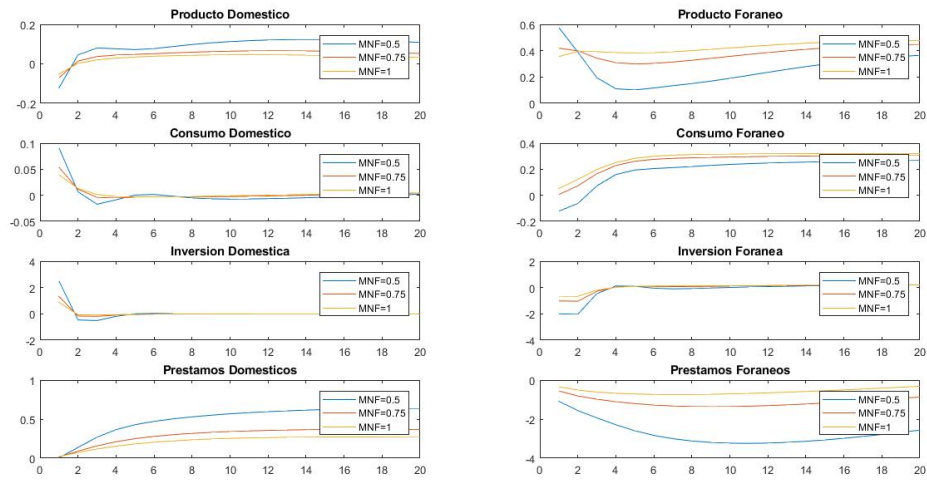 Producto Domestico
0.2
0
-0.2
0 2 4 6 8 10 12 14 16 18 20
MNF=0.5
MNF=0.75
MNF=1
Producto Foraneo
0.6
0.4
0.2
0
0 2 4 6 8 10 12 14 16 18 20
MNF=0.5
MNF=0.75
MNF=1
Consumo Domestico
0.1
0.05
0
-0.05
0 2 4 6 8 10 12 14 16 18 20
MNF=0.5
MNF=0.75
MNF=1
Consumo Foraneo
0.4
0.2
0
-0.2
0 2 4 6 8 10 12 14 16 18 20
MNF=0.5
MNF=0.75
MNF=1
Inversion Domestica
4
2
0
-2
0 2 4 6 8 10 12 14 16 18 20
MNF=0.5
MNF=0.75
MNF=1
Inversion Foranea
2
0
-2
-4
0 2 4 6 8 10 12 14 16 18 20
MNF=0.5
MNF=0.75
MNF=1
Prestamos Domesticos
1
0.5
0
0 2 4 6 8 10 12 14 16 18 20
MNF=0.5
MNF=0.75
MNF=1
Prestamos Foraneos
0
-2
-4
0 2 4 6 8 10 12 14 16 18 20
MNF=0.5
MNF=0.75
MNF=1